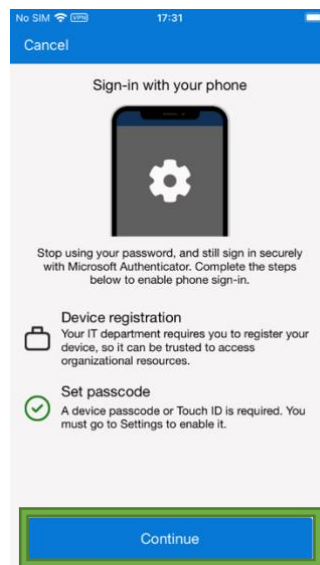 No SIM VPN 17:31
Cancel
Sign-in with your phone
Stop using your password, and still sign in securely
with Microsoft Authenticator. Complete the steps
below to enable phone sign-in.
Device registration
Your IT department requires you to register your
device, so it can be trusted to access
organizational resources.
Set passcode
A device passcode or Touch ID is required. You
must go to Settings to enable it.
Continue